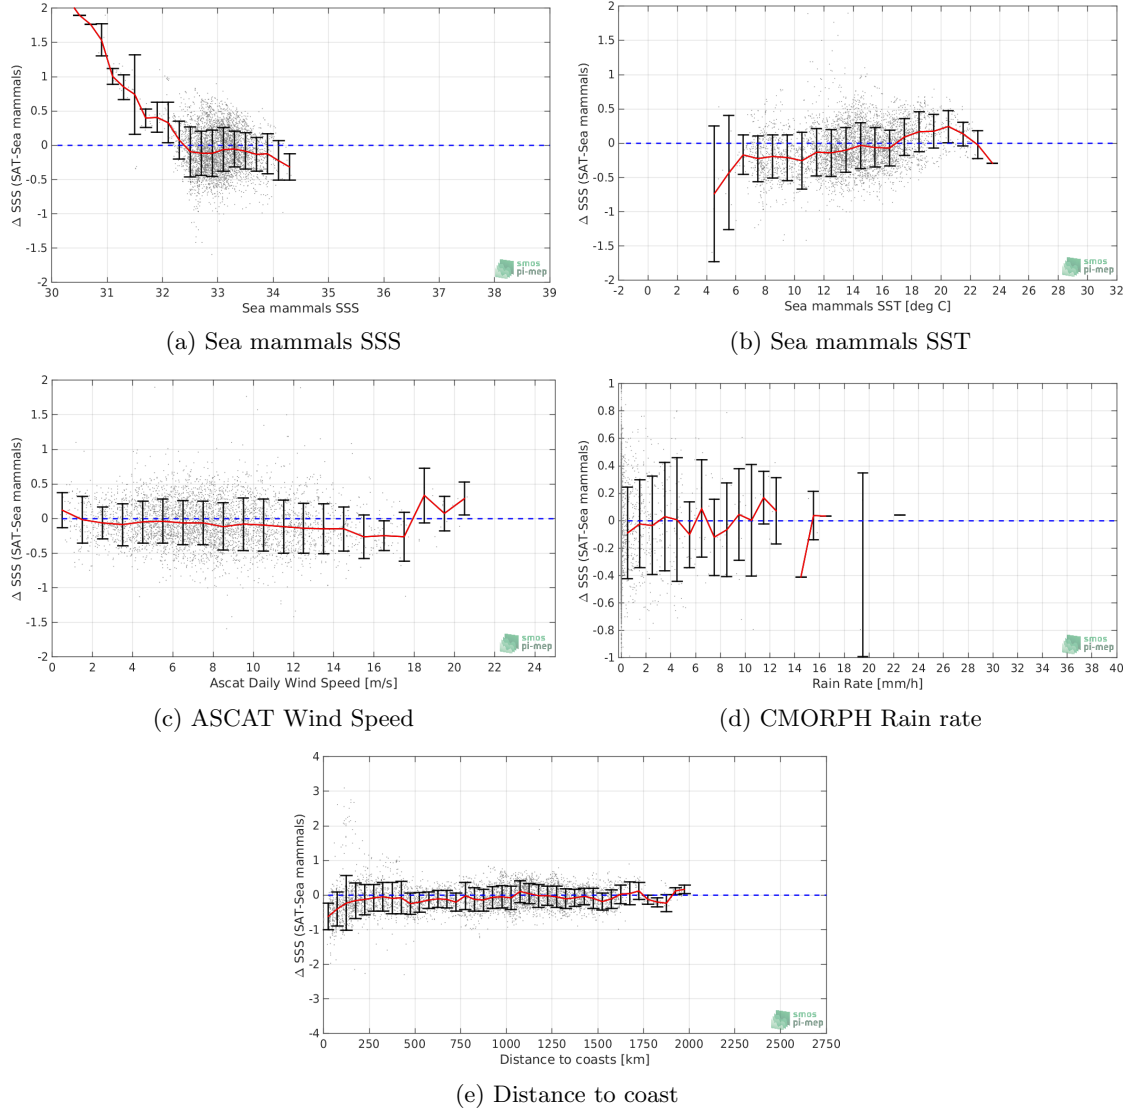 2
1.5
1
0.5
0
-0.5
-1
-1.5
-2
Δ SSS (SAT-Sea mammals)
30 31 32 33 34 35 36 37 38 39
Sea mammals SSS
smos
pi-mep
(a) Sea mammals SSS
2
1.5
1
0.5
0
-0.5
-1
-1.5
-2
Δ SSS (SAT-Sea mammals)
-2 0 2 4 6 8 10 12 14 16 18 20 22 24 26 28 30 32
Sea mammals SST [deg C]
smos
pi-mep
(b) Sea mammals SST
2
1.5
1
0.5
0
-0.5
-1
-1.5
-2
Δ SSS (SAT-Sea mammals)
0 2 4 6 8 10 12 14 16 18 20 22 24
Ascat Daily Wind Speed [m/s]
smos
pi-mep
(c) ASCAT Wind Speed
1
0.8
0.6
0.4
0.2
0
-0.2
-0.4
-0.6
-0.8
-1
Δ SSS (SAT-Sea mammals)
0 2 4 6 8 10 12 14 16 18 20 22 24 26 28 30 32 34 36 38 40
Rain Rate [mm/h]
smos
pi-mep
(d) CMORPH Rain rate
4
3
2
1
0
-1
-2
-3
-4
Δ SSS (SAT-Sea mammals)
0 250 500 750 1000 1250 1500 1750 2000 2250 2500 2750
Distance to coasts [km]
smos
pi-mep
(e) Distance to coast